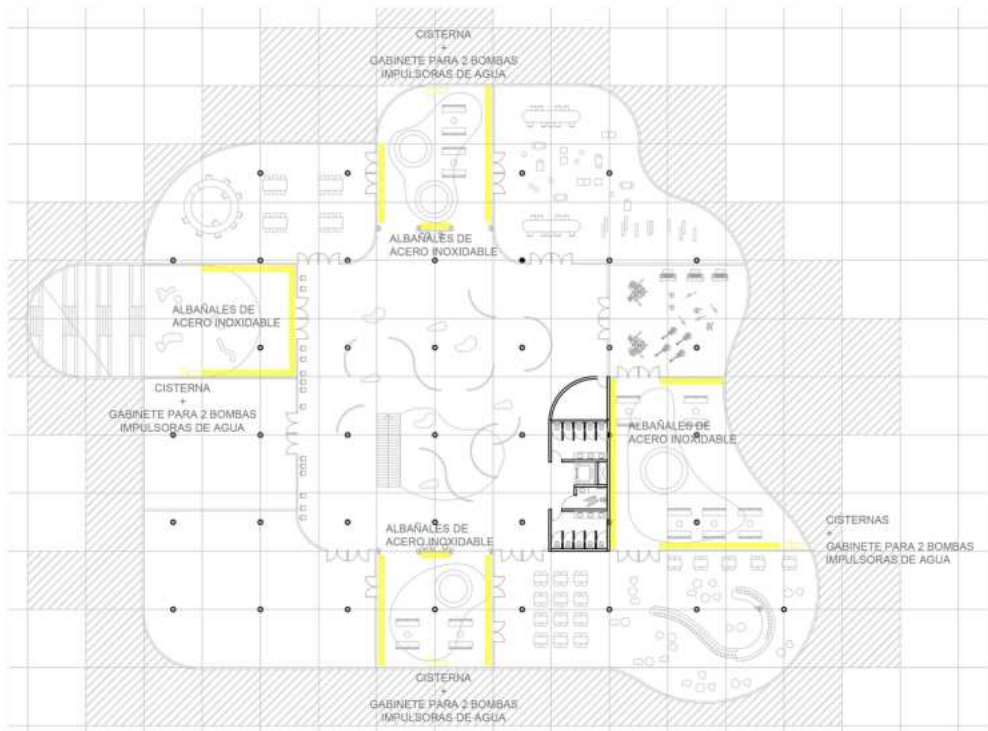 CISTERNA
+
GABINETE PARA 2 BOMBAS
IMPULSORAS DE AGUA
ALBAÑALES DE
ACERO INOXIDABLE
ALBAÑALES DE
ACERO INOXIDABLE
CISTERNA
+
GABINETE PARA 2 BOMBAS
IMPULSORAS DE AGUA
ALBAÑALES DE
ACERO INOXIDABLE
CISTERNAS
+
GABINETE PARA 2 BOMBAS
IMPULSORAS DE AGUA
ALBAÑALES DE
ACERO INOXIDABLE
CISTERNA
+
GABINETE PARA 2 BOMBAS
IMPULSORAS DE AGUA